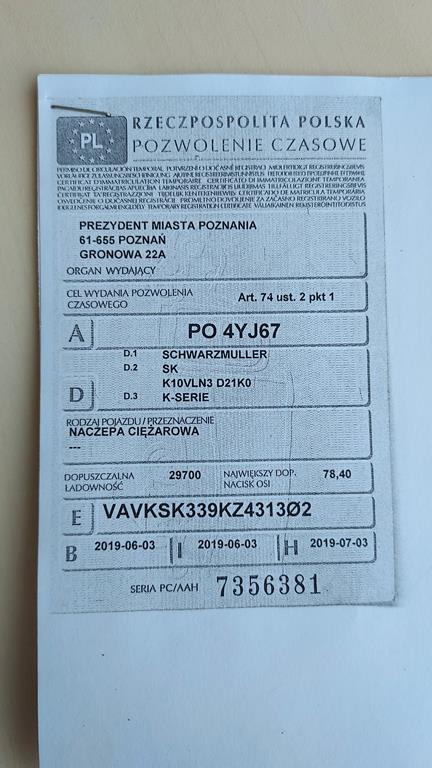 PL
RZECZPOSPOLITA POLSKA
POZWOLENIE CZASOWE
PREZYDENT MIASTA POZNANIA
61-655 POZNAŃ
GRONOWA 22A
ORGAN WYDAJĄCY
CEL WYDANIA POZWOLENIA
CZASOWEGO
Art. 74 ust. 2 pkt 1
A PO 4YJ67
D.1 SCHWARZMULLER
D.2 SK
K10VLN3 D21K0
D
D.3 K-SERIE
RODZAJ POJAZDU / PRZEZNACZENIE
NACZEPA CIĘŻAROWA
---
DOPUSZCZALNA
ŁADOWNOŚĆ
29700
NAJWIĘKSZY DOP.
NACISK OSI
78,40
E VAVKSK339KZ4313Ø2
B 2019-06-03 I 2019-06-03 H 2019-07-03
SERIA PC/AAH 7356381